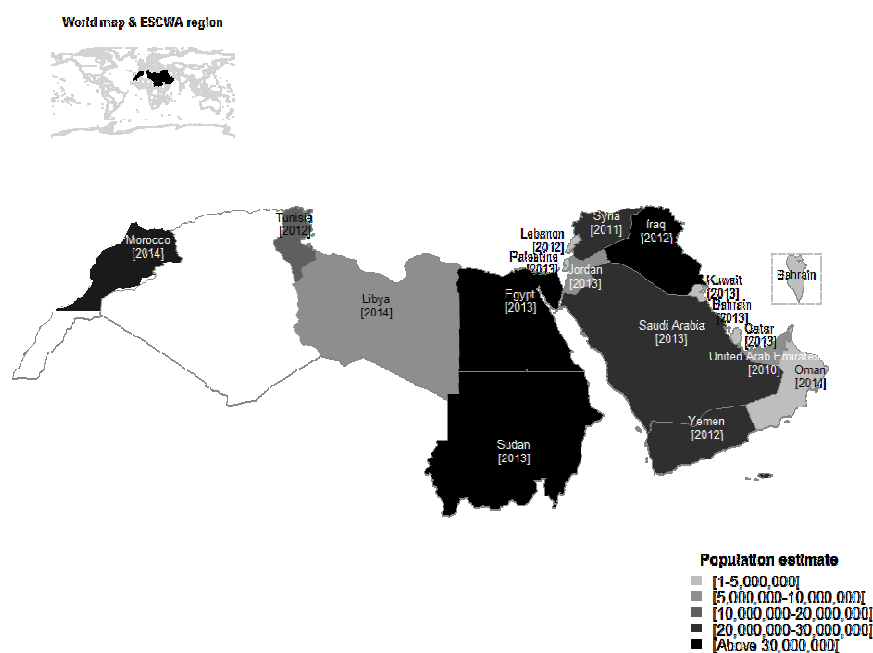 World map & ESCWA region
Tunisia
[2012]
Morocco
[2014]
Libya
[2014]
Egypt
[2013]
Sudan
[2013]
Lebanon
[2012]
Palestine
[2013]
Syria
[2011]
Iraq
[2012]
Jordan
[2013]
Kuwait
[2013]
Bahrain
[2013]
Qatar
[2013]
Saudi Arabia
[2013]
United Arab Emirates
[2010]
Oman
[2014]
Yemen
[2012]
Bahrain
Population estimate
[1-5,000,000[
[5,000,000-10,000,000[
[10,000,000-20,000,000[
[20,000,000-30,000,000[
[Above 30,000,000[